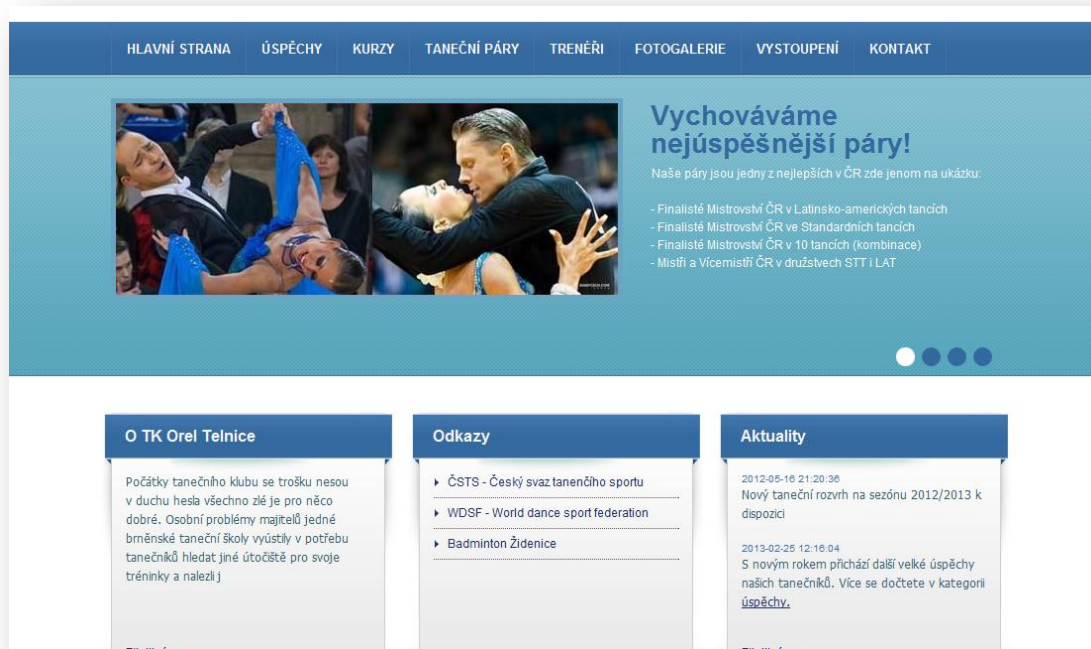 HLAVNÍ STRANA ÚSPĚCHY KURZY TANEČNÍ PÁRY TRENÉŘI FOTOGALERIE VYSTOUPENÍ KONTAKT
Vychováváme
nejúspěšnější páry!
Naše páry jsou jedny z nejlepších v ČR zde jenom na ukázku:
- Finalisté Mistrovství ČR v Latinsko-amerických tancích
- Finalisté Mistrovství ČR ve Standardních tancích
- Finalisté Mistrovství ČR v 10 tancích (kombinace)
- Mistři a Vícemistří ČR v družstvech STT i LAT
O TK Orel Telnice
Počátky tanečního klubu se trošku nesou
v duchu hesla všechno zlé je pro něco
dobré. Osobní problémy majitelů jedné
brněnské taneční školy vyústily v potřebu
tanečníků hledat jiné útočiště pro svoje
tréninky a nalezli j
Odkazy
ČSTS - Český svaz tanenčího sportu
WDSF - World dance sport federation
Badminton Židenice
Aktuality
2012-05-16 21:20:36
Nový taneční rozvrh na sezónu 2012/2013 k
dispozici
2013-02-25 12:16:04
S novým rokem přichází další velké úspěchy
našich tanečníků. Více se dočtete v kategorii
úspěchy.